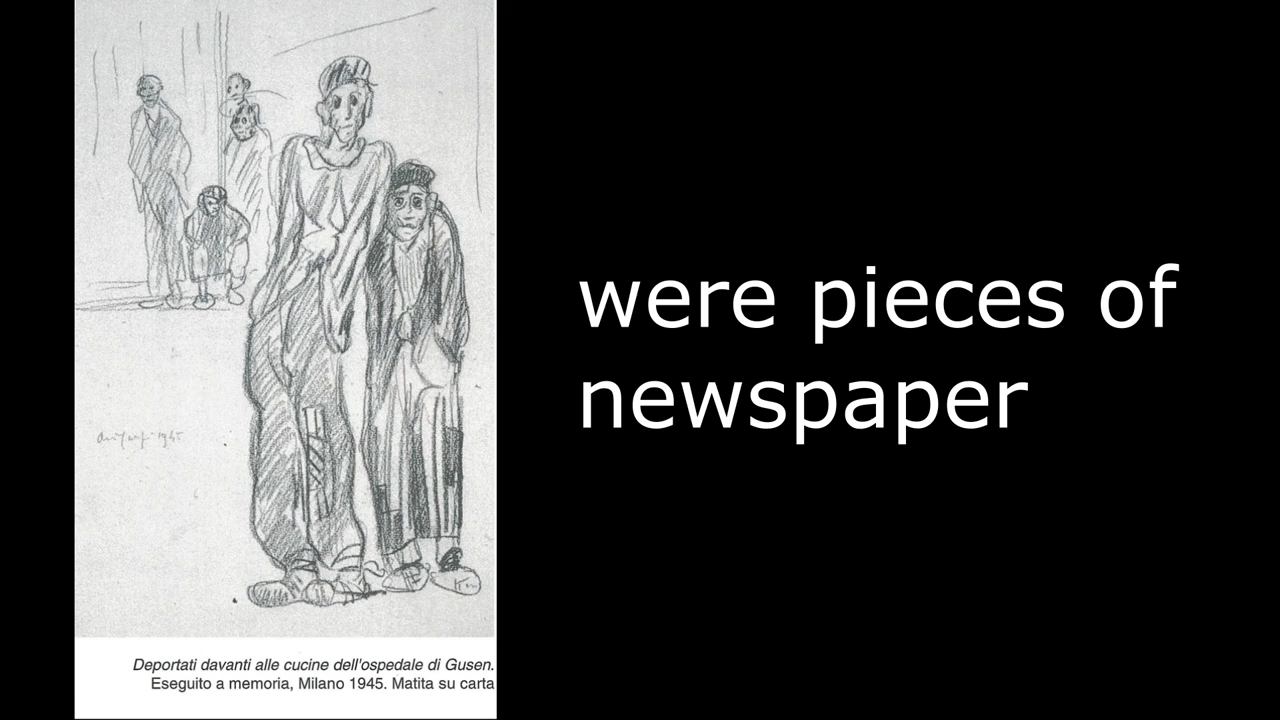 were pieces of
newspaper
Deportati davanti alle cucine dell'ospedale di Gusen.
Eseguito a memoria, Milano 1945. Matita su carta